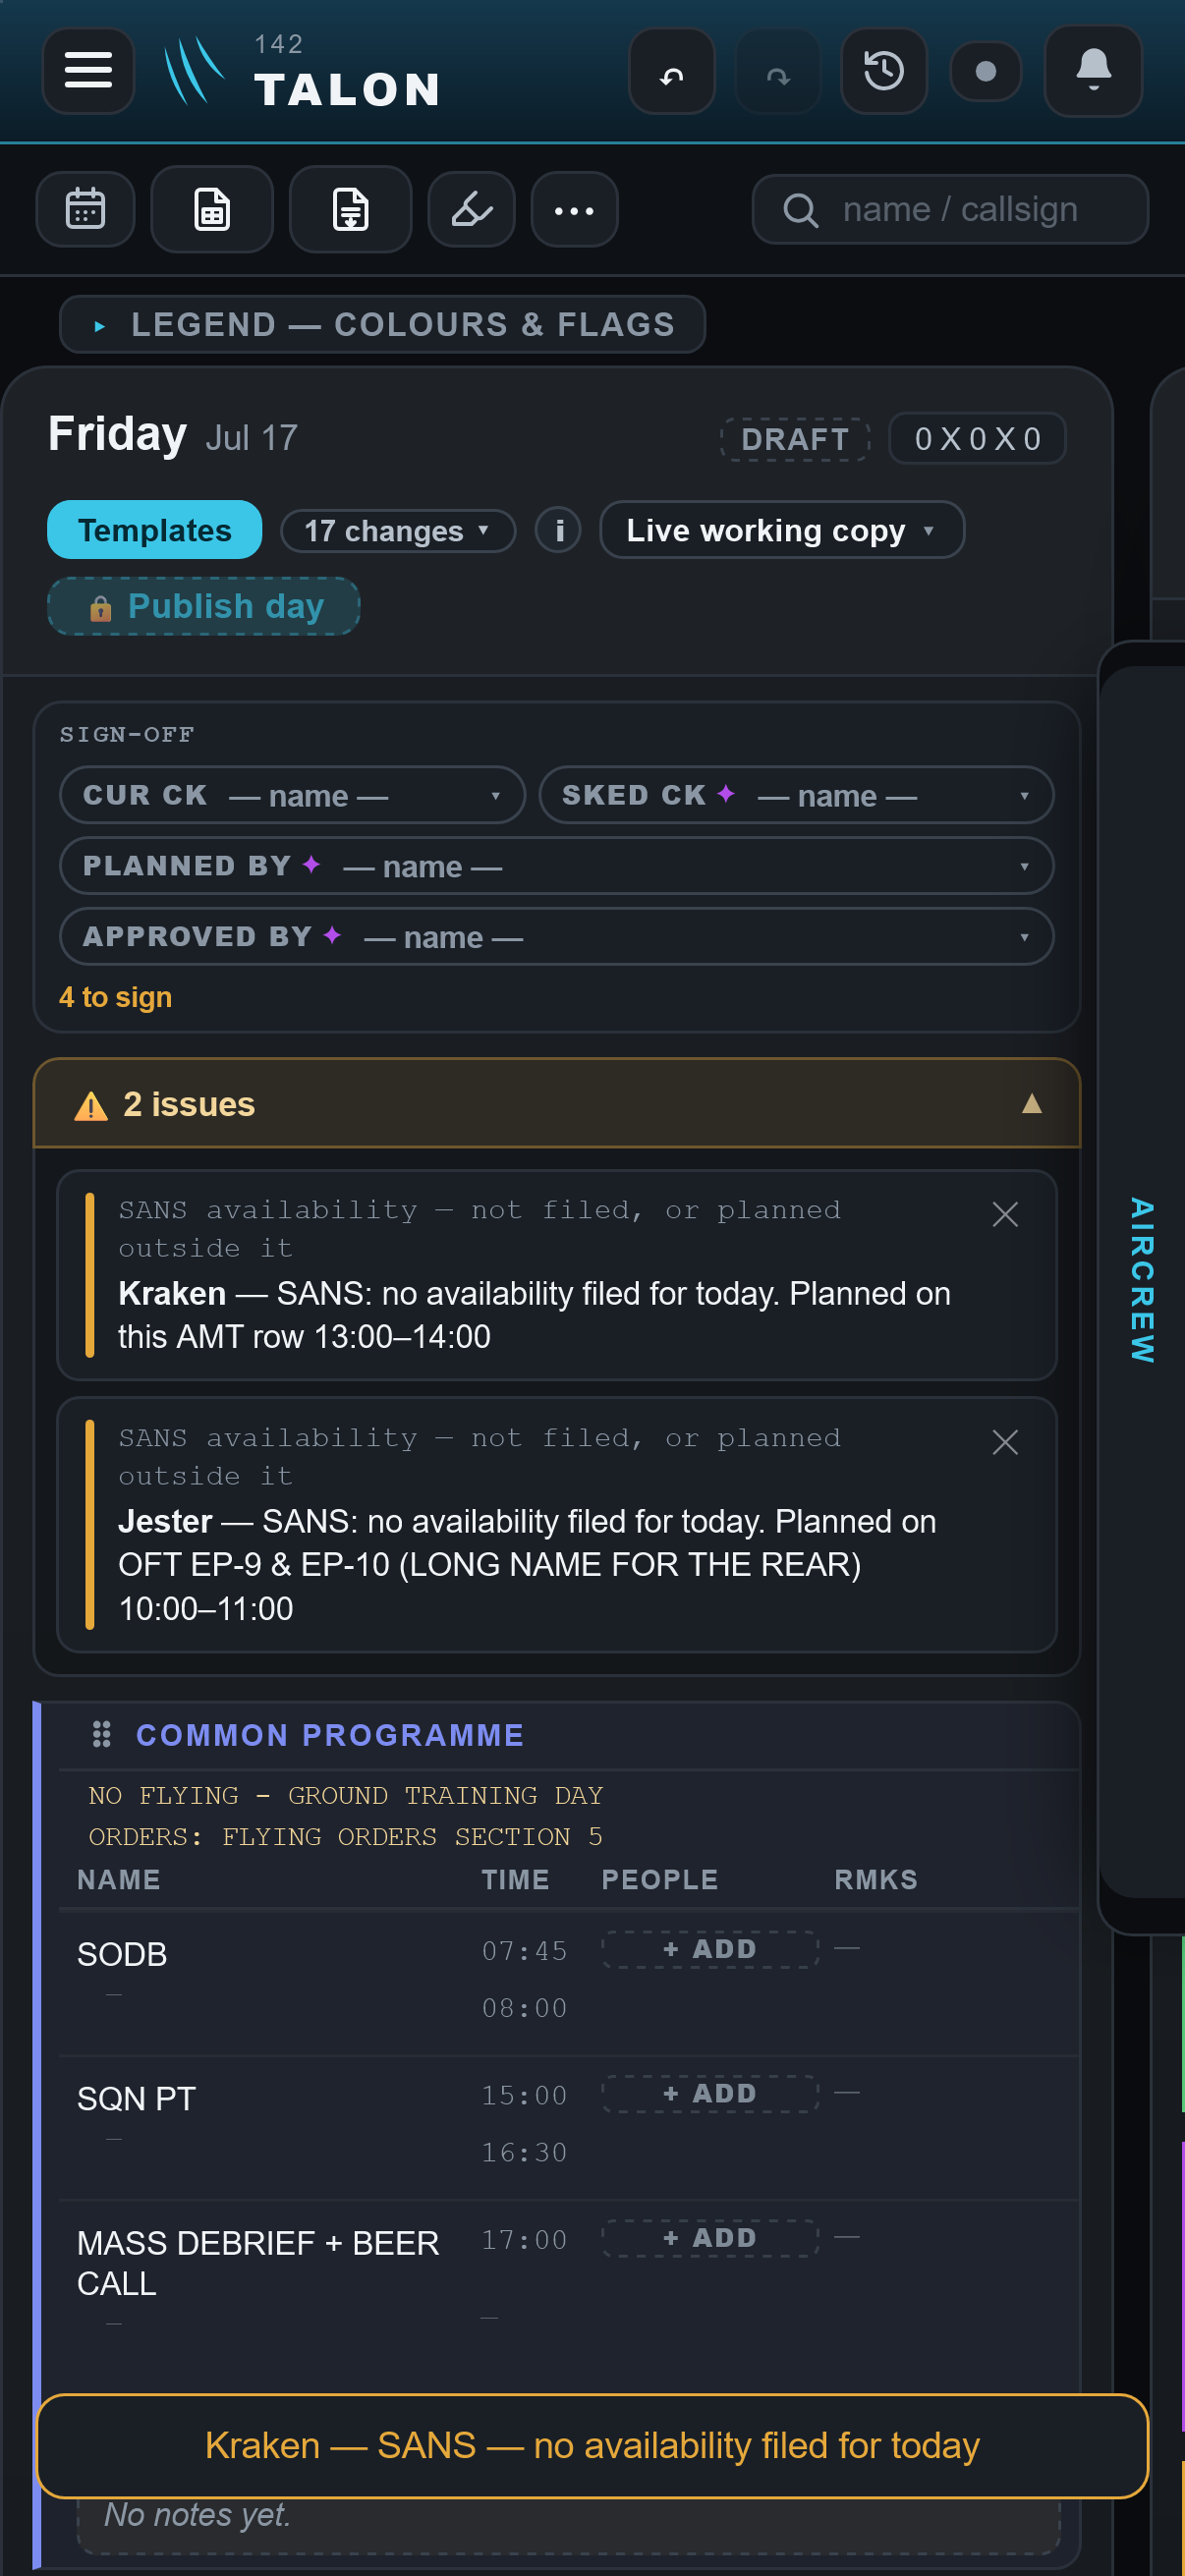 142
TALON
name / callsign
▸ LEGEND — COLOURS & FLAGS
Friday Jul 17
DRAFT
0 X 0 X 0
Templates
17 changes ▾
i
Live working copy ▾
🔒 Publish day
SIGN-OFF
CUR CK — name — ▾
SKED CK ✦ — name — ▾
PLANNED BY ✦ — name — ▾
APPROVED BY ✦ — name — ▾
4 to sign
⚠ 2 issues ▲
SANS availability — not filed, or planned
outside it
Kraken — SANS: no availability filed for today. Planned on
this AMT row 13:00–14:00
SANS availability — not filed, or planned
outside it
Jester — SANS: no availability filed for today. Planned on
OFT EP-9 & EP-10 (LONG NAME FOR THE REAR)
10:00–11:00
AIRCREW
COMMON PROGRAMME
NO FLYING - GROUND TRAINING DAY
ORDERS: FLYING ORDERS SECTION 5
NAME TIME PEOPLE RMKS
SODB 07:45 + ADD —
—
08:00
SQN PT 15:00 + ADD —
—
16:30
MASS DEBRIEF + BEER 17:00 + ADD —
CALL
— —
Kraken — SANS — no availability filed for today
No notes yet.